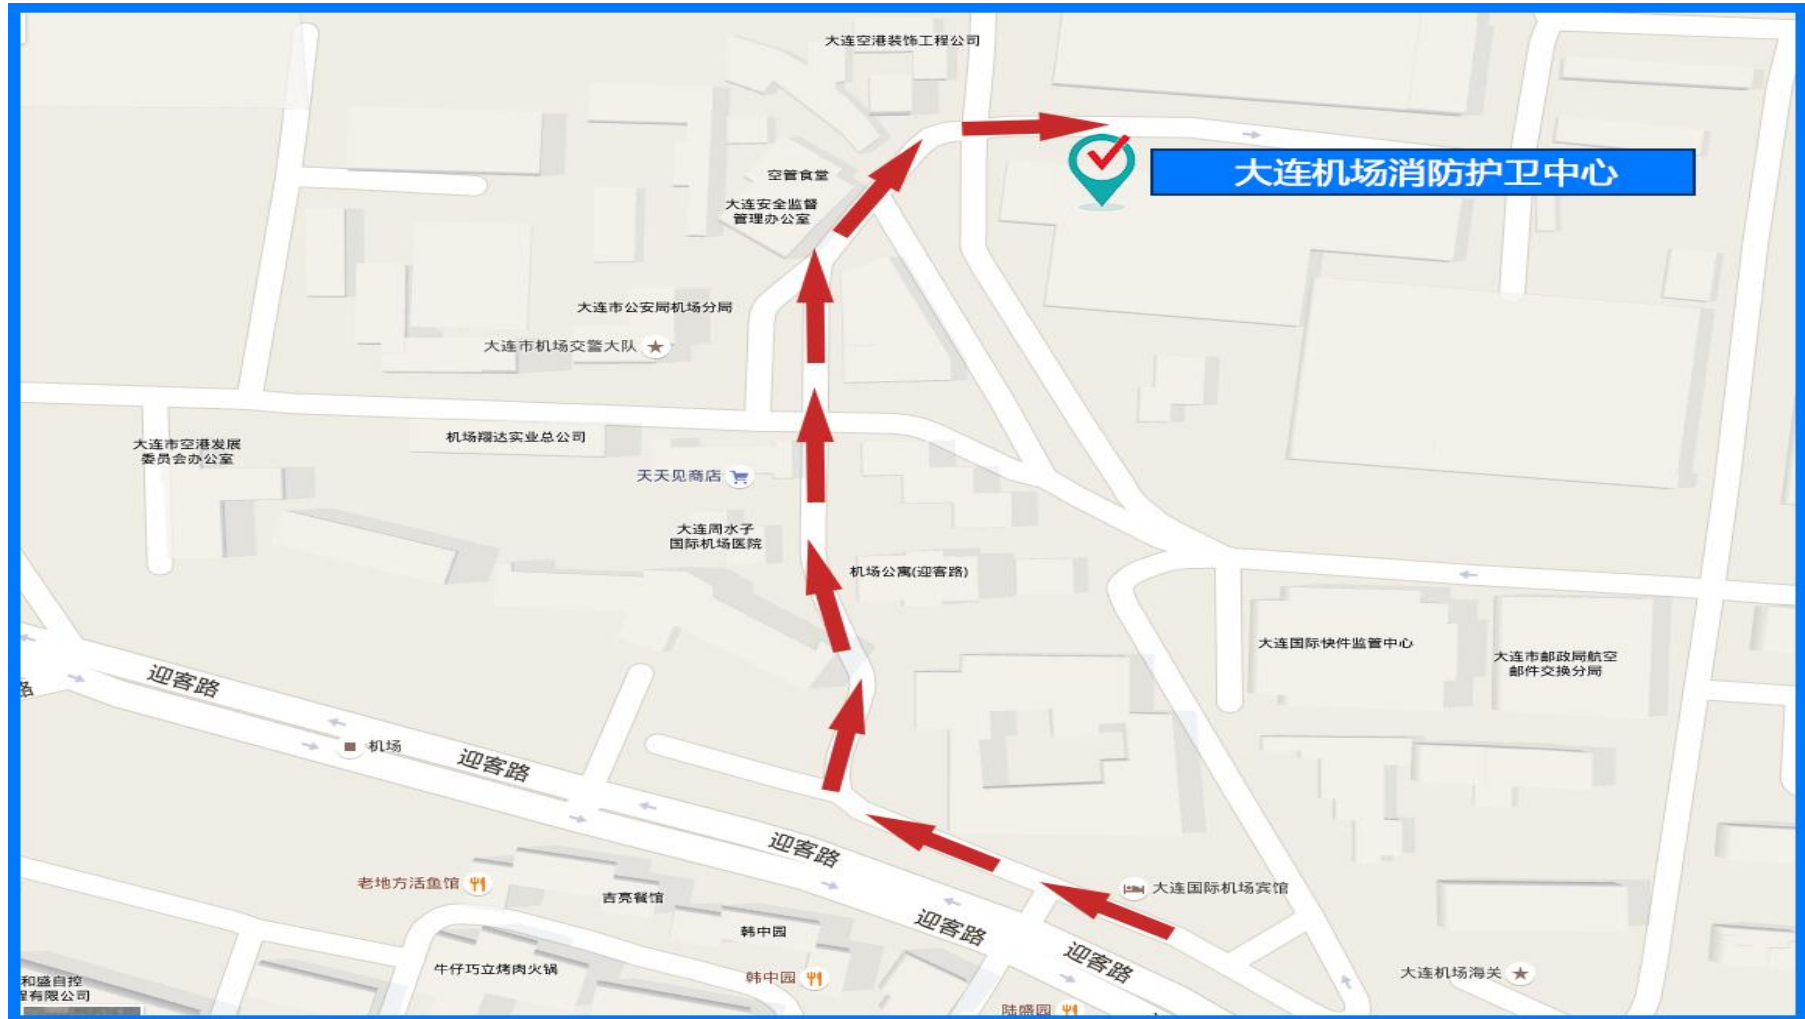 大连空港装饰工程公司
大连机场消防护卫中心
空管食堂
大连安全监督
管理办公室
大连市公安局机场分局
大连市机场交警大队
大连市空港发展
委员会办公室
机场翔达实业总公司
天天见商店
大连周水子
国际机场医院
机场公寓(迎客路)
大连国际快件监管中心
大连市邮政局航空
邮件交换分局
迎客路
路
机场
迎客路
迎客路
老地方活鱼馆
吉亮餐馆
大连国际机场宾馆
迎客路
韩中园
迎客路
牛仔巧立烤肉火锅
韩中园
大连机场海关
和盛自控
程有限公司
陆盛园